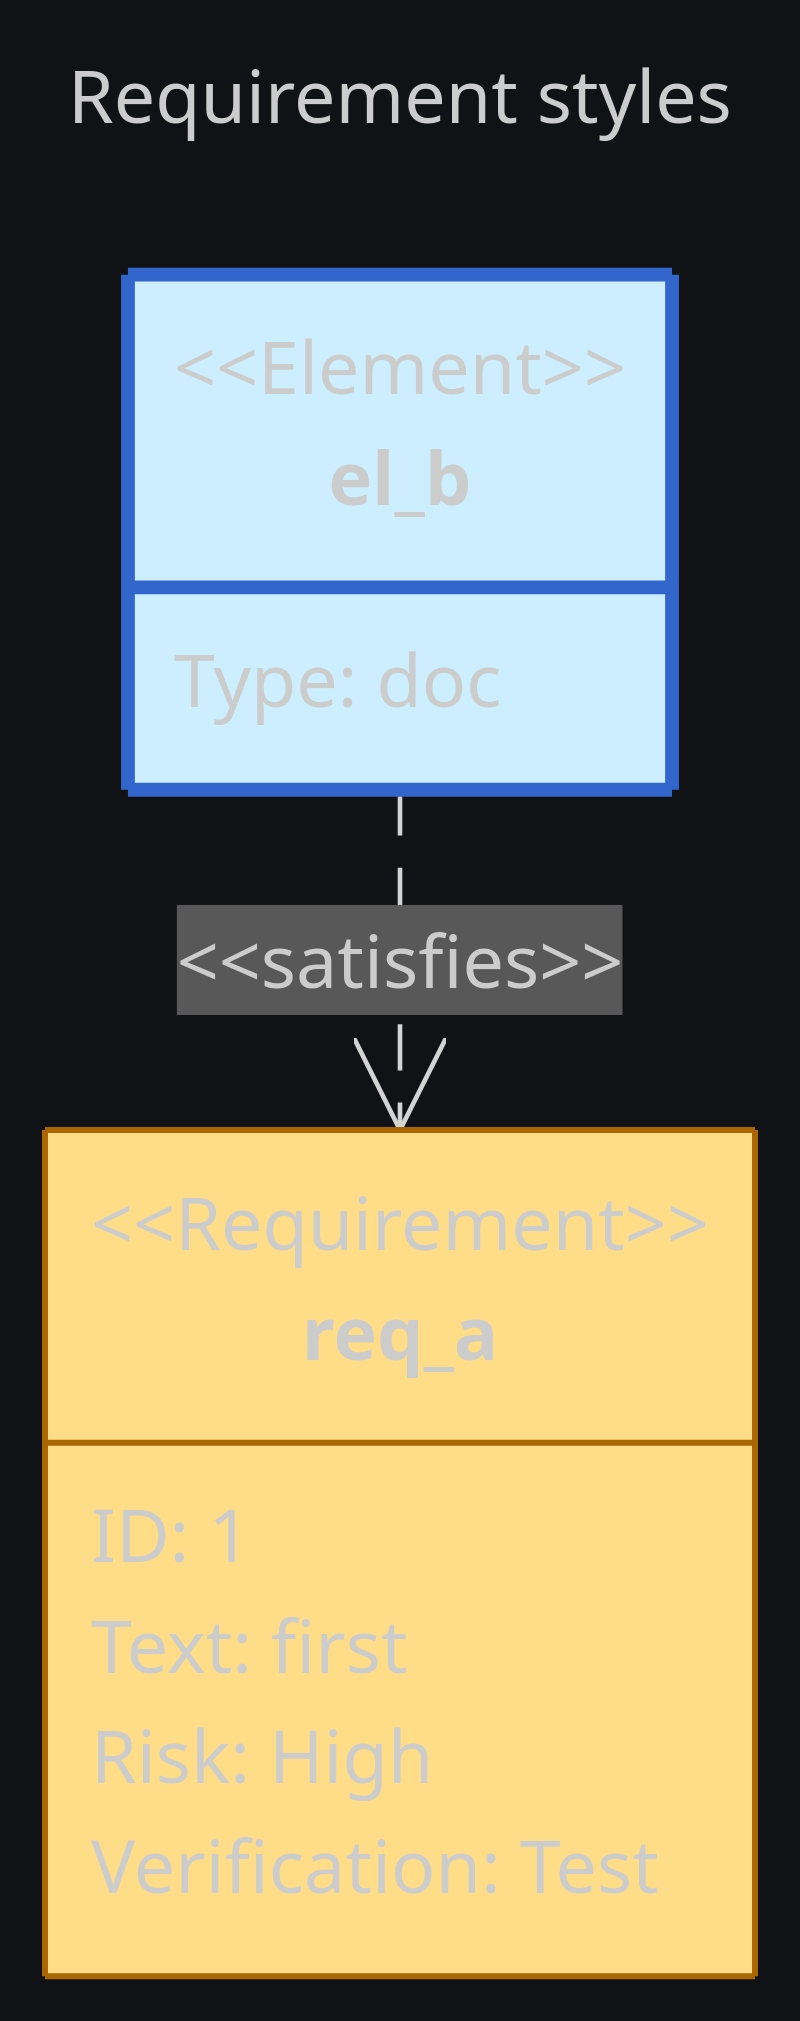 Requirement styles
<<Element>>
el_b
Type: doc
<<satisfies>>
<<Requirement>>
req_a
ID: 1
Text: first
Risk: High
Verification: Test